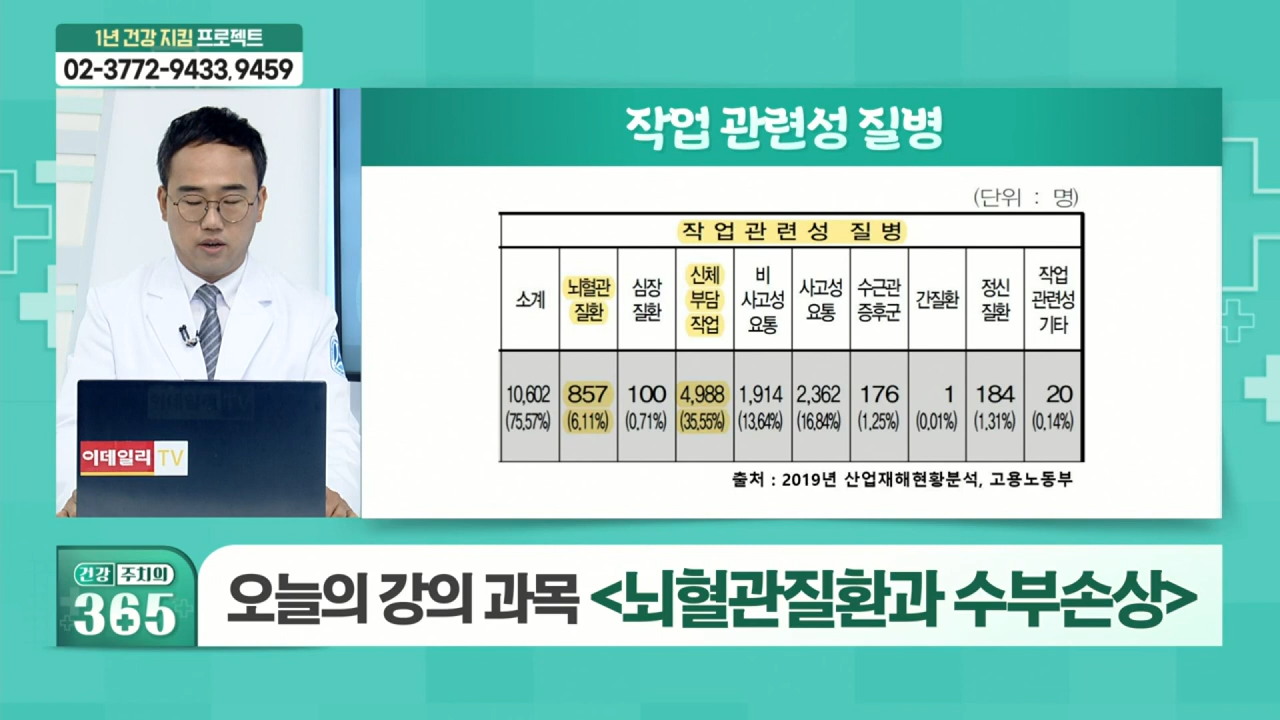 1년 건강 지킴 프로젝트
02-3772-9433, 9459
작업 관련성 질병
(단위 : 명)
작업관련성 질병
소계
뇌혈관
질환
심장
질환
신체
부담
작업
비
사고성
요통
사고성
요통
수근관
증후군
간질환
정신
질환
작업
관련성
기타
10,602 857 100 4,988 1,914 2,362 176 1 184 20
(75.57%) (6.11%) (0.71%) (35.55%) (13.64%) (16.84%) (1.25%) (0.01%) (1.31%) (0.14%)
출처 : 2019년 산업재해현황분석, 고용노동부
이데일리 TV
건강 주치의
365
오늘의 강의 과목 <뇌혈관질환과 수부손상>